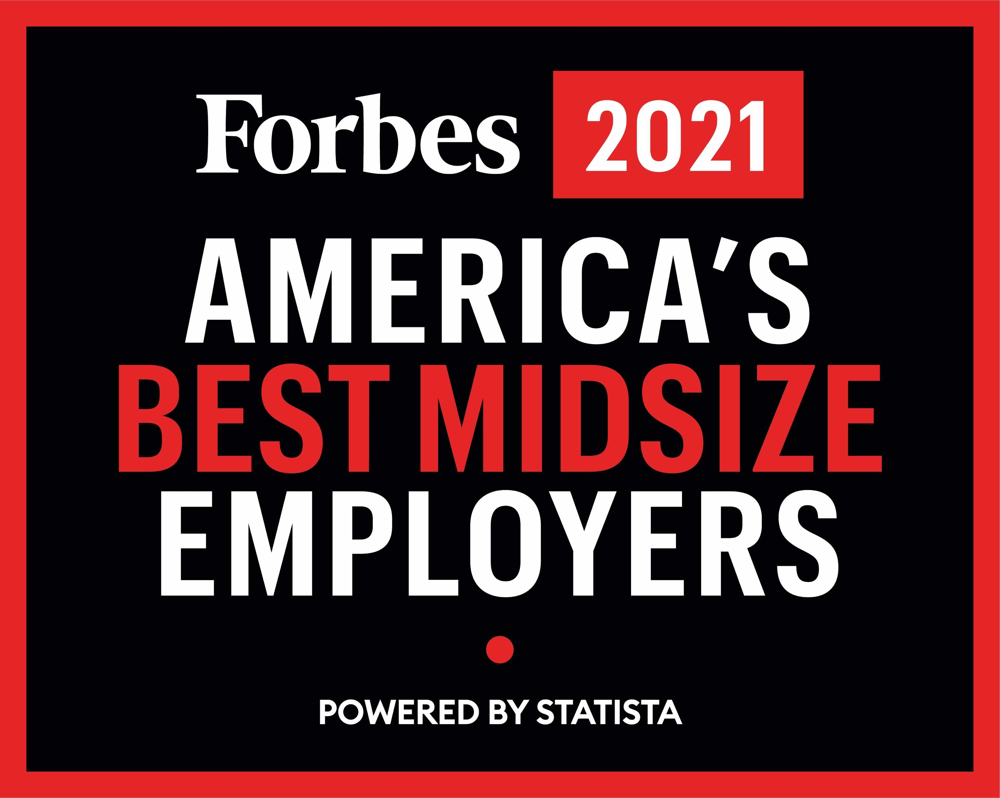 Forbes 2021
AMERICA'S
BEST MIDSIZE
EMPLOYERS
POWERED BY STATISTA